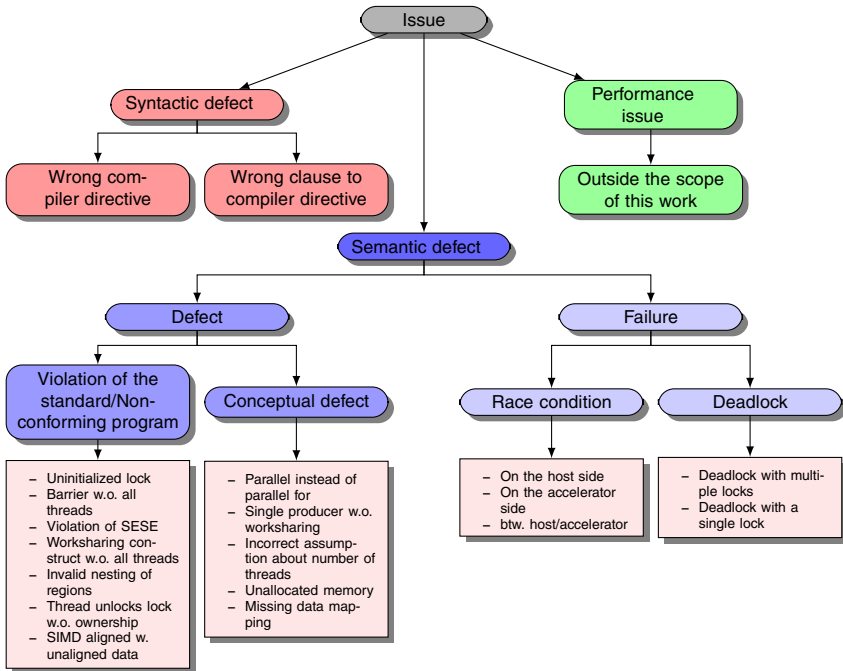 Issue
Syntactic defect
Performance
issue
Wrong com-
piler directive
Wrong clause to
compiler directive
Outside the scope
of this work
Semantic defect
Defect
Failure
Violation of the
standard/Non-
conforming program
Conceptual defect
Race condition
Deadlock
– Uninitialized lock
– Barrier w.o. all
threads
– Violation of SESE
– Worksharing con-
struct w.o. all threads
– Invalid nesting of
regions
– Thread unlocks lock
w.o. ownership
– SIMD aligned w.
unaligned data
– Parallel instead of
parallel for
– Single producer w.o.
worksharing
– Incorrect assump-
tion about number of
threads
– Unallocated memory
– Missing data map-
ping
– On the host side
– On the accelerator
side
– btw. host/accelerator
– Deadlock with multi-
ple locks
– Deadlock with a
single lock